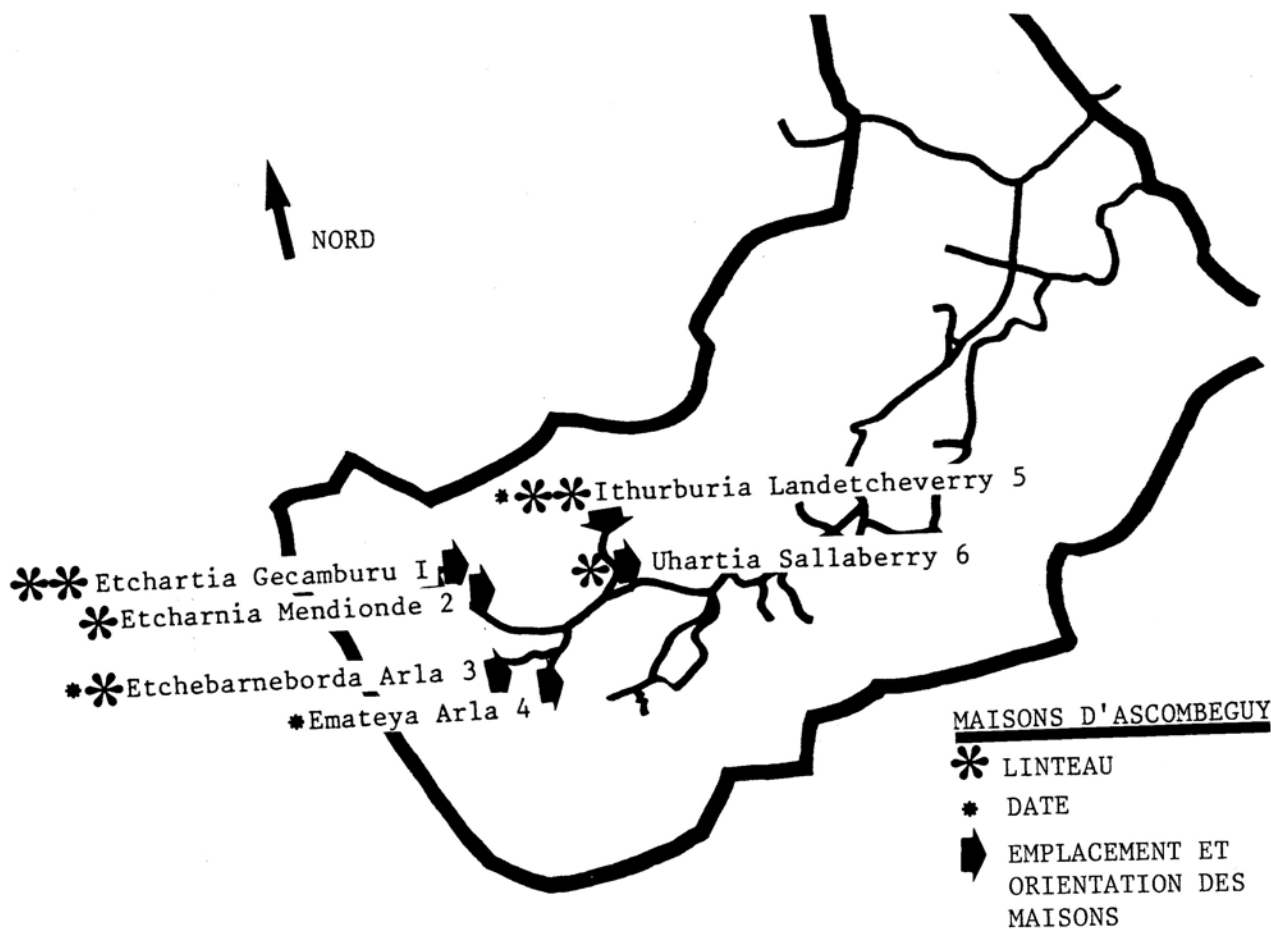 NORD
Ithurburia Landetcheverry 5
Uhartia Sallaberry 6
Etchartia Gecamburu I
Etcharnia Mendionde 2
Etchebarneborda Arla 3
Emateya Arla 4
MAISONS D'ASCOMBEGUY
LINTEAU
DATE
EMPLACEMENT ET
ORIENTATION DES
MAISONS